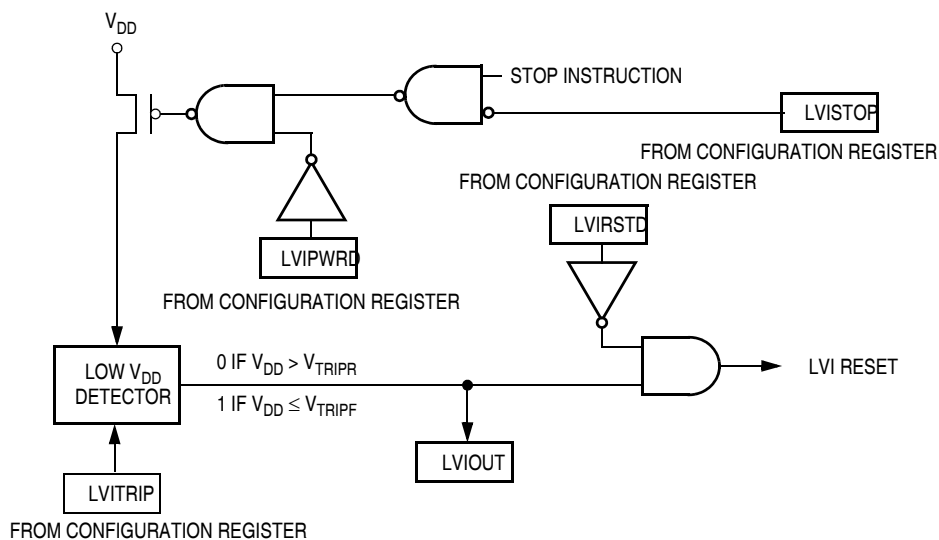 VDD
STOP INSTRUCTION
LVISTOP
FROM CONFIGURATION REGISTER
FROM CONFIGURATION REGISTER
LVIRSTD
LVIPWRD
FROM CONFIGURATION REGISTER
LOW VDD
DETECTOR
0 IF VDD > VTRIPR
1 IF VDD ≤ VTRIPF
LVI RESET
LVIOUT
LVITRIP
FROM CONFIGURATION REGISTER